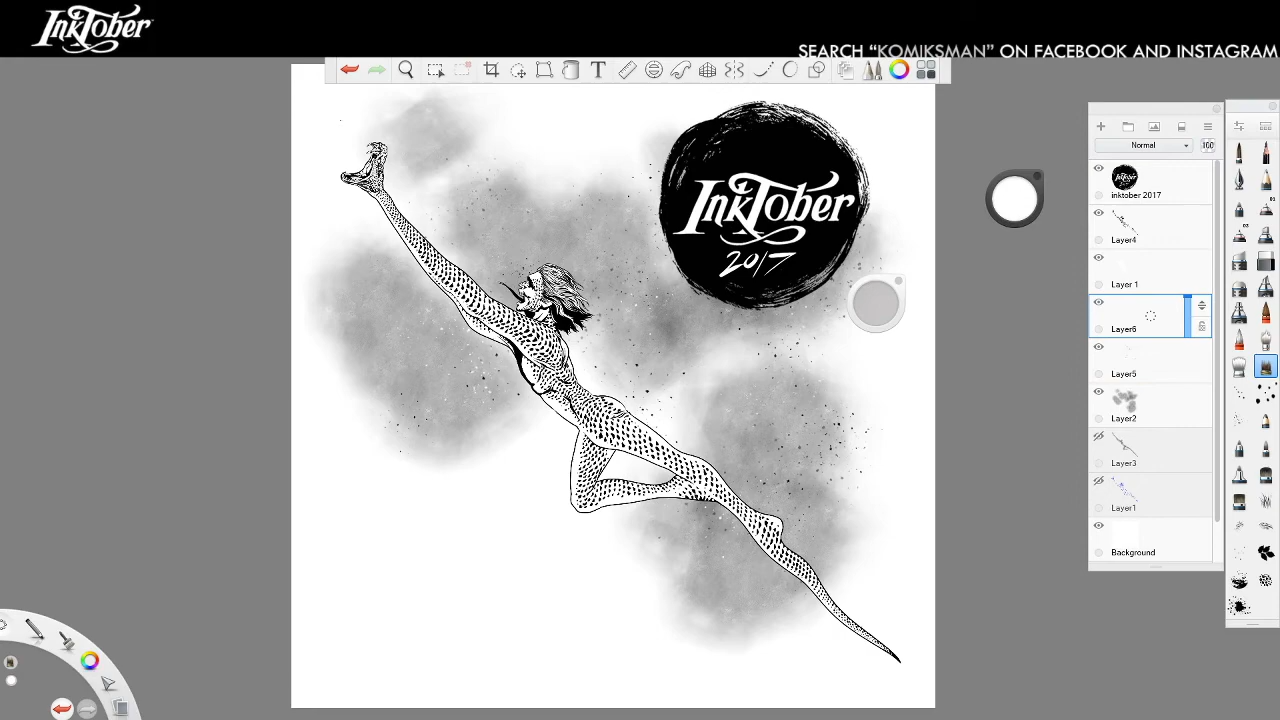 InkTober
SEARCH “KOMIKSMAN” ON FACEBOOK AND INSTAGRAM
T
InkTober
2017
Normal
100
InkTober
inktober 2017
Layer4
Layer 1
Layer6
Layer5
Layer2
Layer3
Layer1
Background